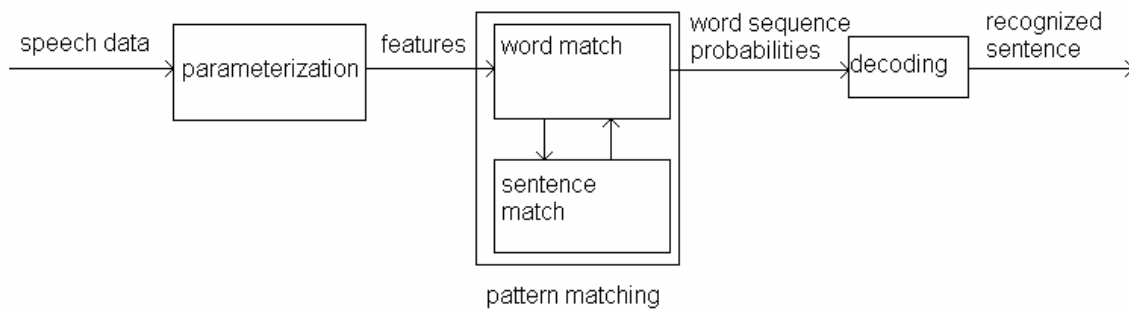 speech data
parameterization
features
word match
sentence
match
pattern matching
word sequence
probabilities
decoding
recognized
sentence